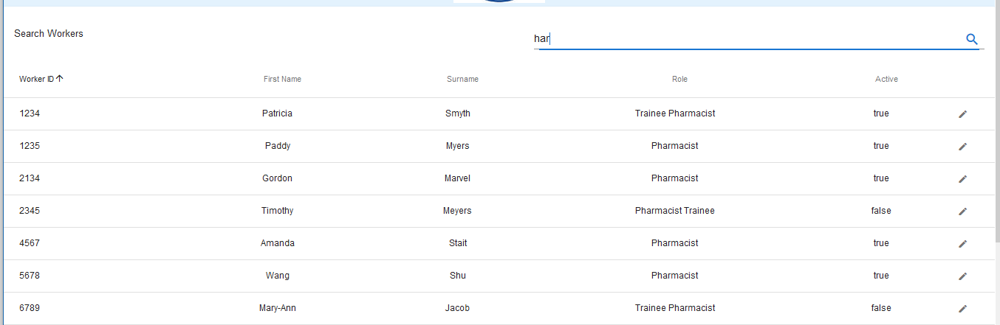 Search Workers
har
Worker ID First Name Surname Role Active
1234 Patricia Smyth Trainee Pharmacist true
1235 Paddy Myers Pharmacist true
2134 Gordon Marvel Pharmacist true
2345 Timothy Meyers Pharmacist Trainee false
4567 Amanda Stait Pharmacist true
5678 Wang Shu Pharmacist true
6789 Mary-Ann Jacob Trainee Pharmacist false